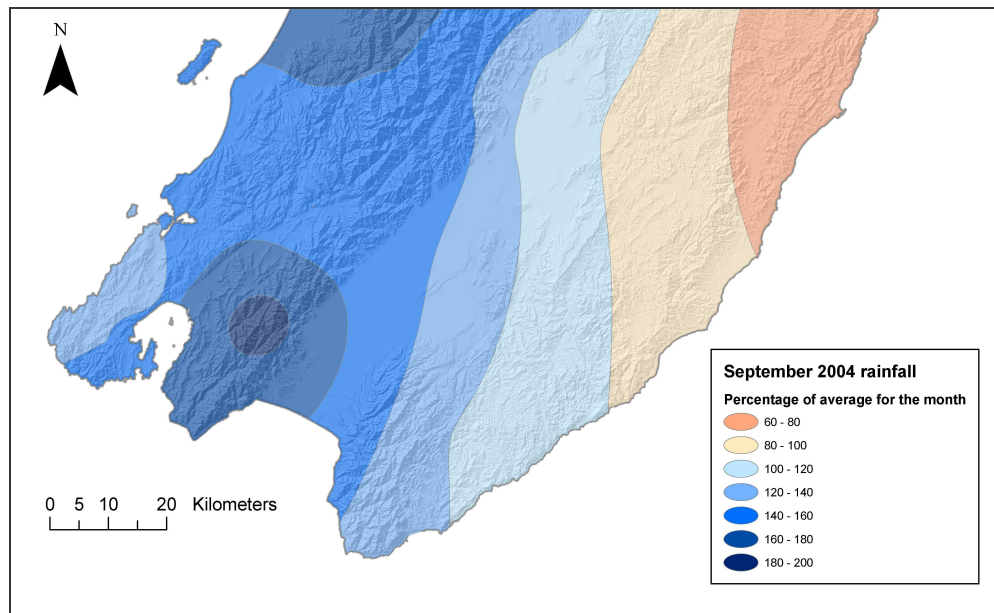 N
0 5 10 20 Kilometers
September 2004 rainfall
Percentage of average for the month
60 - 80
80 - 100
100 - 120
120 - 140
140 - 160
160 - 180
180 - 200